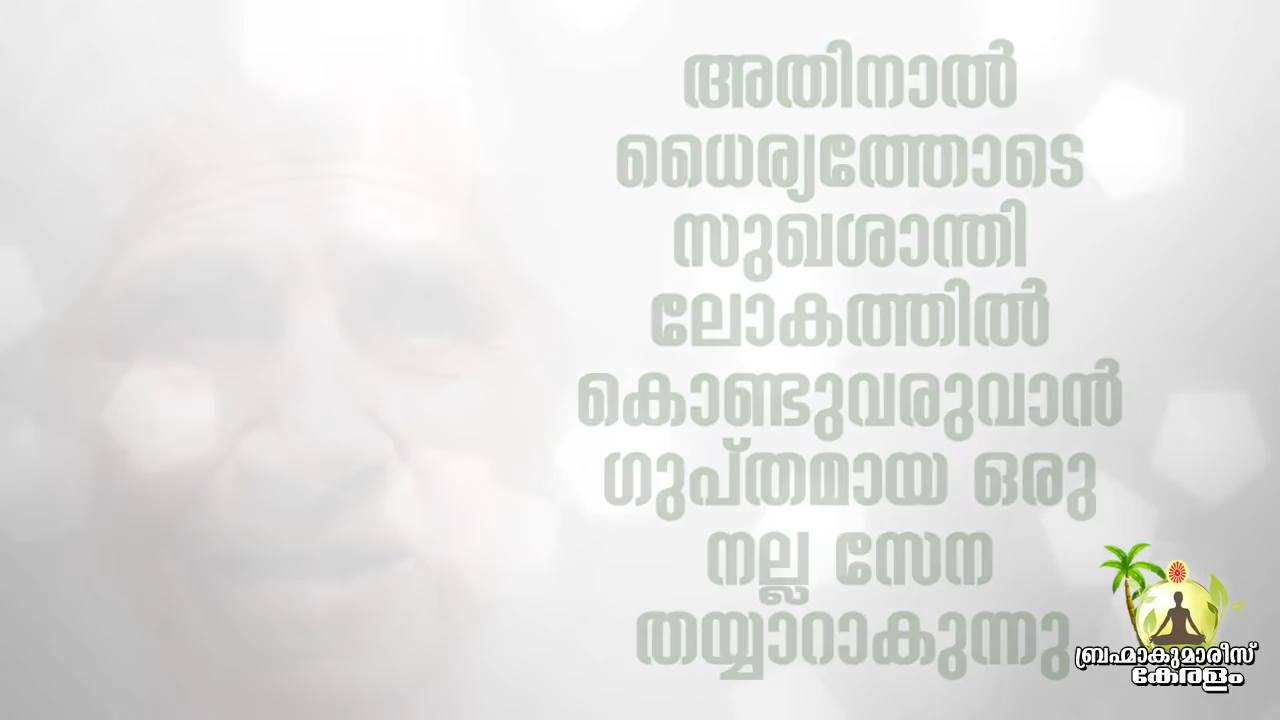 അതിനാൽ
ധൈര്യത്തോടെ
സുഖശാന്തി
ലോകത്തിൽ
കൊണ്ടുവരുവാൻ
ഗുപ്തമായ ഒരു
നല്ല സേന
തയ്യാറാകുന്നു
ബ്രഹ്മാകുമാരീസ്
കേരളം